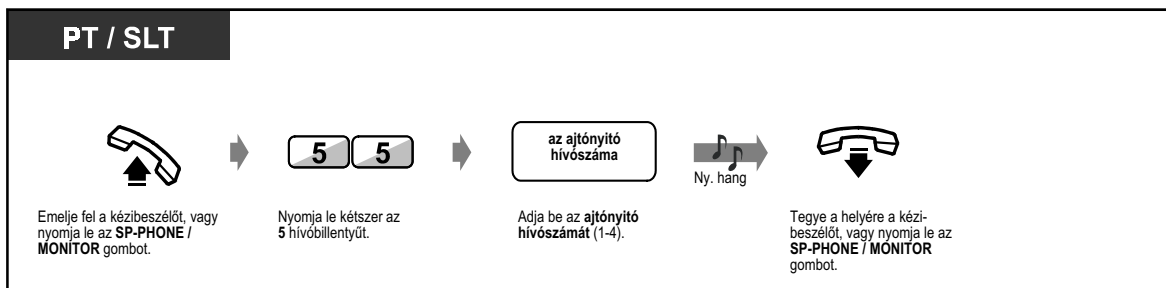 PT / SLT
5 5
az ajtónyitó
hívószáma
Ny. hang
Emelje fel a kézibeszélőt, vagy
nyomja le az SP-PHONE /
MONITOR gombot.
Nyomja le kétszer az
5 hívóbillentyűt.
Adja be az ajtónyitó
hívószámát (1-4).
Tegye a helyére a kézi-
beszélőt, vagy nyomja le az
SP-PHONE / MONITOR
gombot.